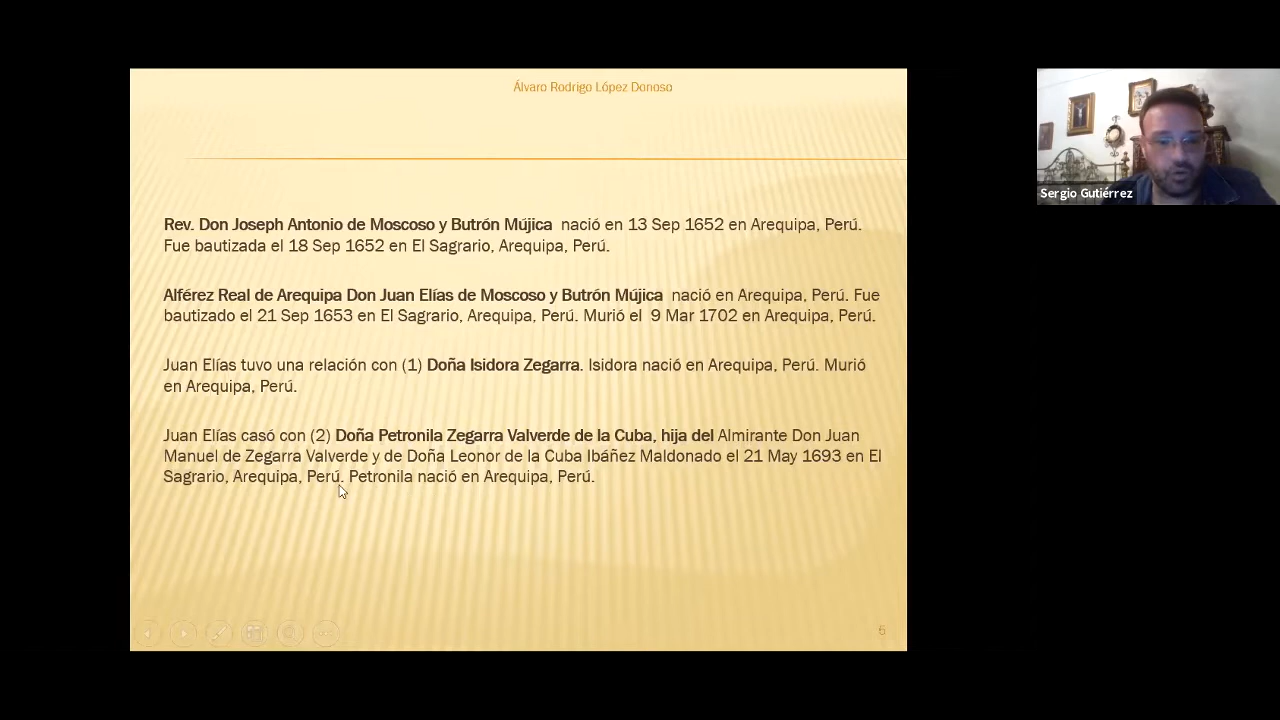 Álvaro Rodrigo López Donoso
Sergio Gutiérrez
Rev. Don Joseph Antonio de Moscoso y Butrón Mújica nació en 13 Sep 1652 en Arequipa, Perú.
Fue bautizada el 18 Sep 1652 en El Sagrario, Arequipa, Perú.
Alférez Real de Arequipa Don Juan Elías de Moscoso y Butrón Mújica nació en Arequipa, Perú. Fue
bautizado el 21 Sep 1653 en El Sagrario, Arequipa, Perú. Murió el 9 Mar 1702 en Arequipa, Perú.
Juan Elías tuvo una relación con (1) Doña Isidora Zegarra. Isidora nació en Arequipa, Perú. Murió
en Arequipa, Perú.
Juan Elías casó con (2) Doña Petronila Zegarra Valverde de la Cuba, hija del Almirante Don Juan
Manuel de Zegarra Valverde y de Doña Leonor de la Cuba Ibáñez Maldonado el 21 May 1693 en El
Sagrario, Arequipa, Perú. Petronila nació en Arequipa, Perú.